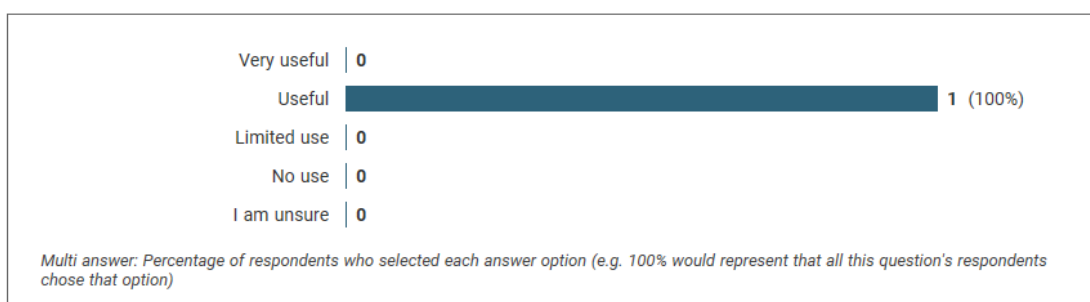 Very useful 0
Useful 1 (100%)
Limited use 0
No use 0
I am unsure 0
Multi answer: Percentage of respondents who selected each answer option (e.g. 100% would represent that all this question's respondents
chose that option)